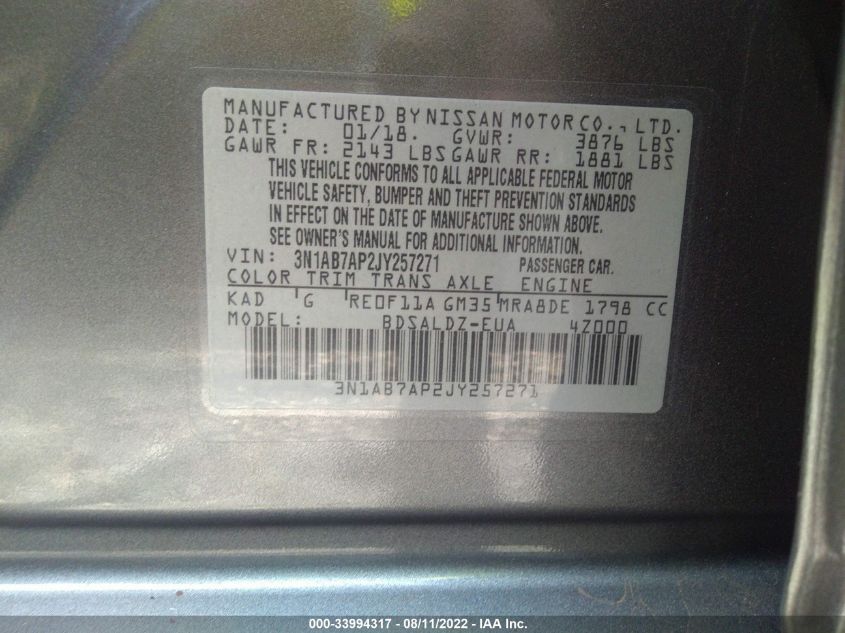 MANUFACTURED BY NISSAN MOTOR CO., LTD.
DATE: 01/18. GVWR: 3876 LBS
GAWR FR: 2143 LBS GAWR RR: 1881 LBS
THIS VEHICLE CONFORMS TO ALL APPLICABLE FEDERAL MOTOR
VEHICLE SAFETY, BUMPER AND THEFT PREVENTION STANDARDS
IN EFFECT ON THE DATE OF MANUFACTURE SHOWN ABOVE.
SEE OWNER'S MANUAL FOR ADDITIONAL INFORMATION.
VIN: 3N1AB7AP2JY257271 PASSENGER CAR.
COLOR TRIM TRANS AXLE ENGINE
KAD G RE0F11A GM35 MRA8DE 1798 CC
MODEL: BDSALDZ-EUA 4Z000
3N1AB7AP2JY257271
000-33994317 - 08/11/2022 - IAA Inc.